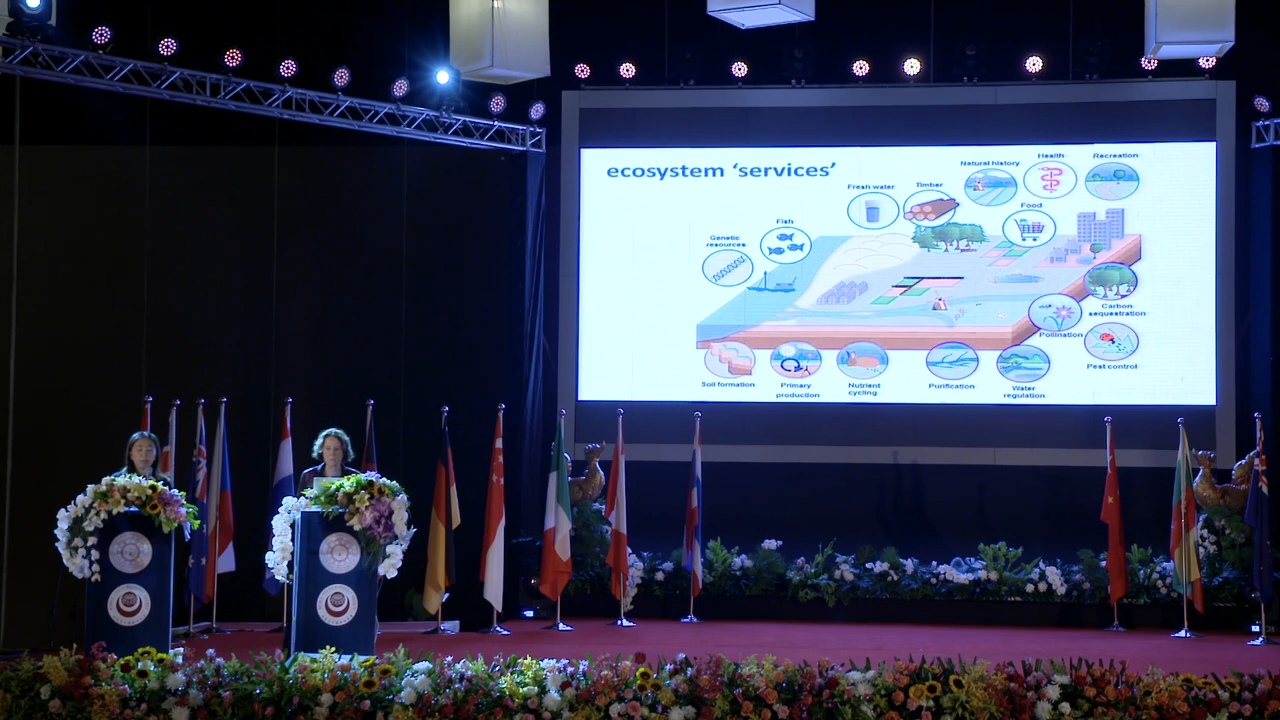 ecosystem ‘services’
Natural history
Health
Recreation
Fresh water
Timber
Food
Fish
Genetic
resources
Carbon
sequestration
Pollination
Pest control
Soil formation
Primary
production
Nutrient
cycling
Purification
Water
regulation